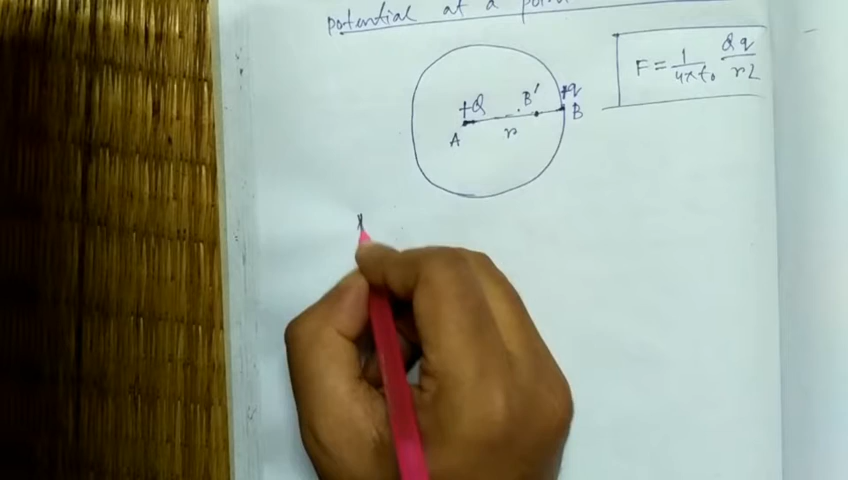 potential at a point
F = 1/4πε₀ Qq/r2
+Q B' +q
A r B